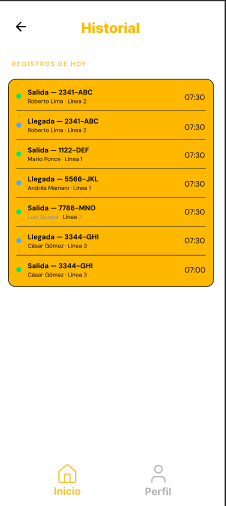 Historial
REGISTROS DE HOY
Salida — 2341-ABC
Roberto Lima · Línea 2
07:30
Llegada — 2341-ABC
Roberto Lima · Línea 2
07:30
Salida — 1122-DEF
Mario Ponce · Línea 1
07:30
Llegada — 5566-JKL
Andrés Mamani · Línea 1
07:30
Salida — 7788-MNO
Luis Quispe · Línea 2
07:30
Llegada — 3344-GHI
César Gómez · Línea 3
07:30
Salida — 3344-GHI
César Gómez · Línea 3
07:00
Inicio
Perfil